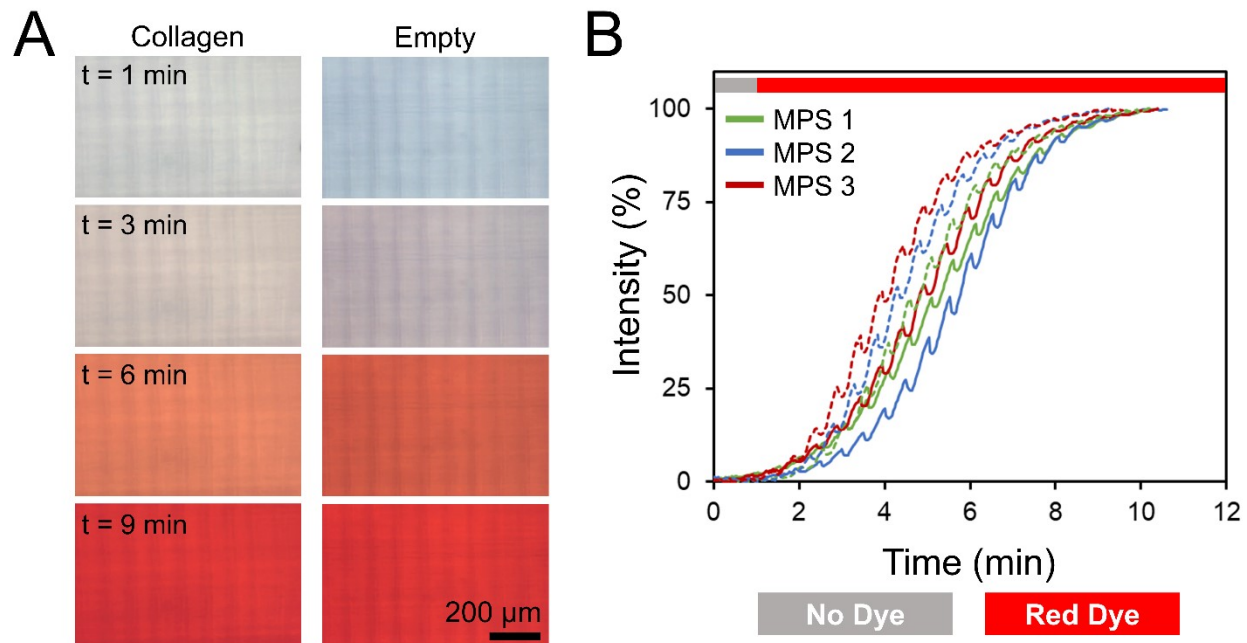 A
Collagen
Empty
t = 1 min
t = 3 min
t = 6 min
t = 9 min
200 µm
B
MPS 1
MPS 2
MPS 3
100
75
50
25
0
Intensity (%)
0 2 4 6 8 10 12
Time (min)
No Dye
Red Dye